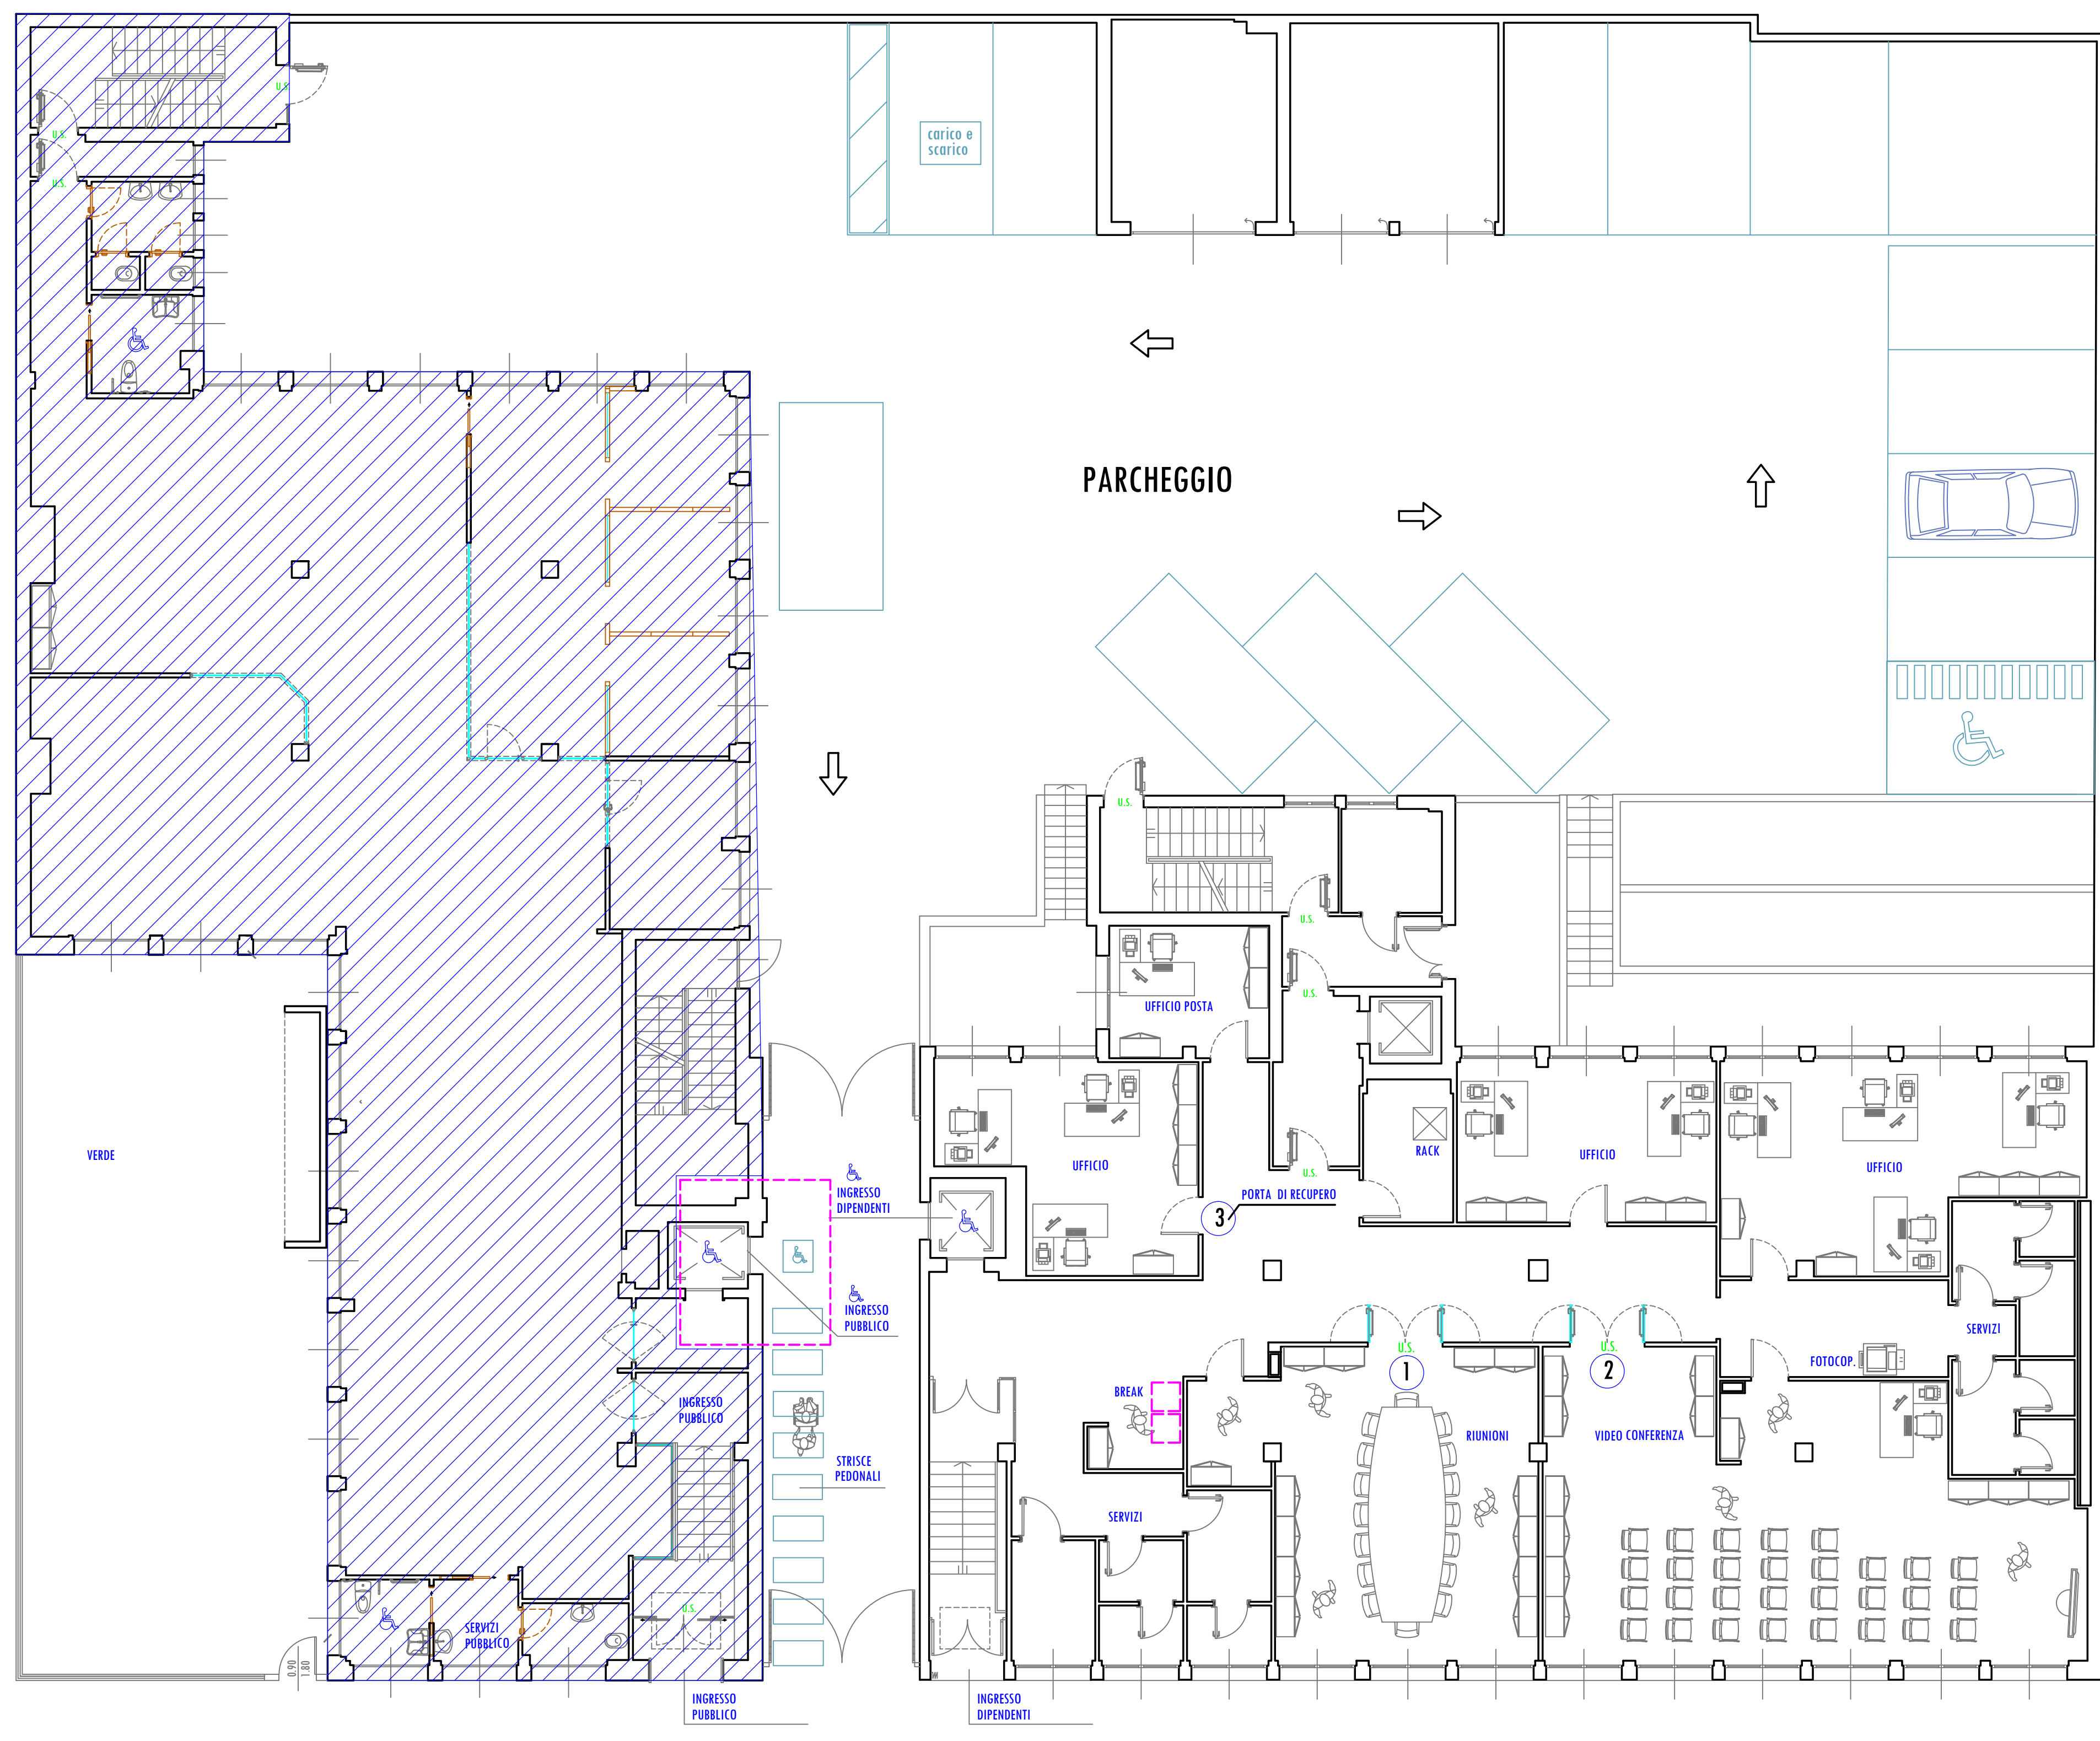 U.S.
U.S.
U.S.
carico e
scarico
PARCHEGGIO
U.S.
U.S.
UFFICIO POSTA
U.S.
VERDE
UFFICIO
RACK
UFFICIO
UFFICIO
U.S.
INGRESSO
DIPENDENTI
PORTA DI RECUPERO
3
INGRESSO
PUBBLICO
SERVIZI
U.S.
U.S.
1
2
FOTOCOP.
BREAK
INGRESSO
PUBBLICO
RIUNIONI
VIDEO CONFERENZA
STRISCE
PEDONALI
SERVIZI
U.S.
SERVIZI
PUBBLICO
0.90
1.80
INGRESSO
PUBBLICO
INGRESSO
DIPENDENTI